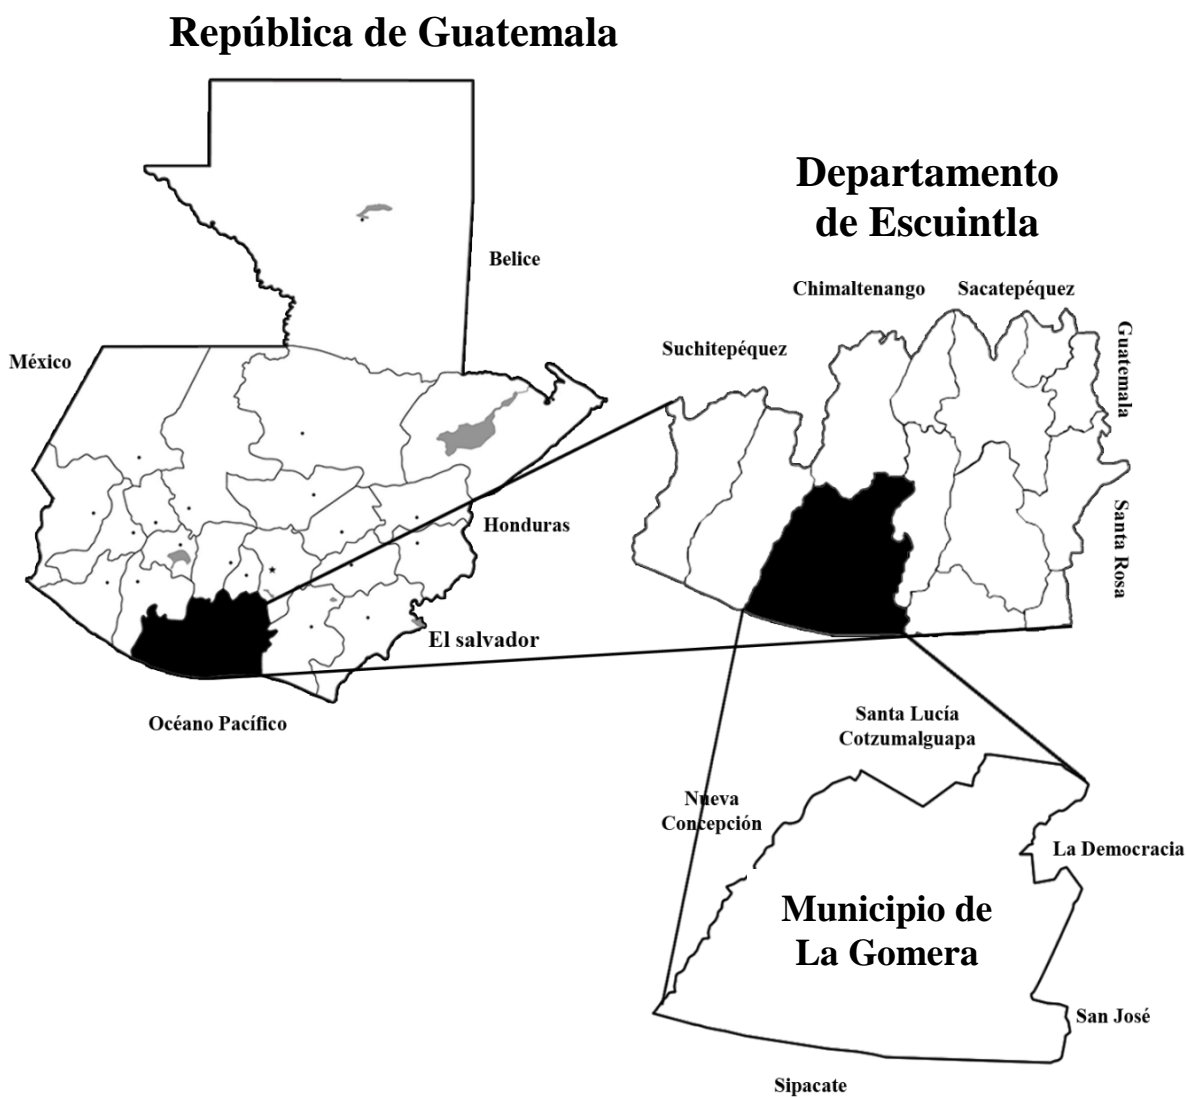 República de Guatemala
Departamento
de Escuintla
Belice
Chimaltenango
Sacatepéquez
Guatemala
México
Suchitepéquez
Honduras
Santa Rosa
El salvador
Océano Pacífico
Santa Lucía
Cotzumalguapa
Nueva
Concepción
La Democracia
Municipio de
La Gomera
San José
Sipacate